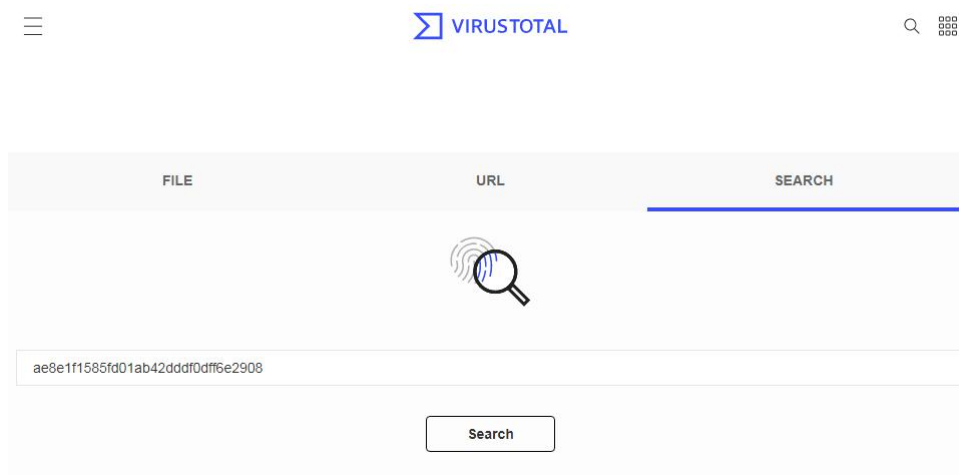 VIRUSTOTAL
FILE URL SEARCH
ae8e1f1585fd01ab42dddf0dff6e2908
Search